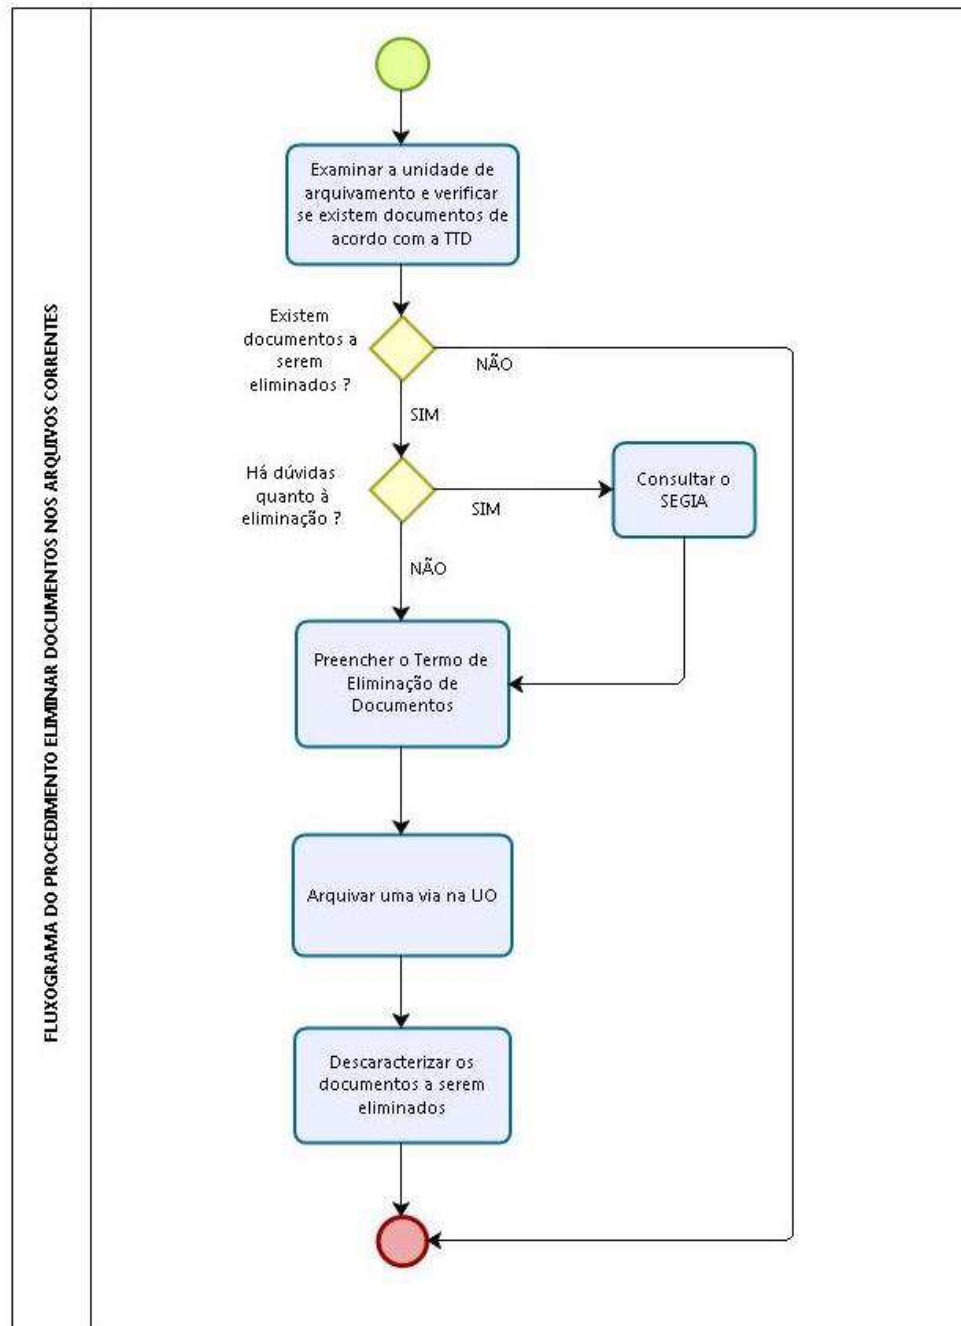 FLUXOGRAMA DO PROCEDIMENTO ELIMINAR DOCUMENTOS NOS ARQUIVOS CORRENTES
Examinar a unidade de
arquivamento e verificar
se existem documentos de
acordo com a TTD
Existem
documentos a
serem
eliminados ?
NÃO
SIM
Há dúvidas
quanto à
eliminação ?
SIM
Consultar o
SEGIA
NÃO
Preencher o Termo de
Eliminação de
Documentos
Arquivar uma via na UO
Descaracterizar os
documentos a serem
eliminados